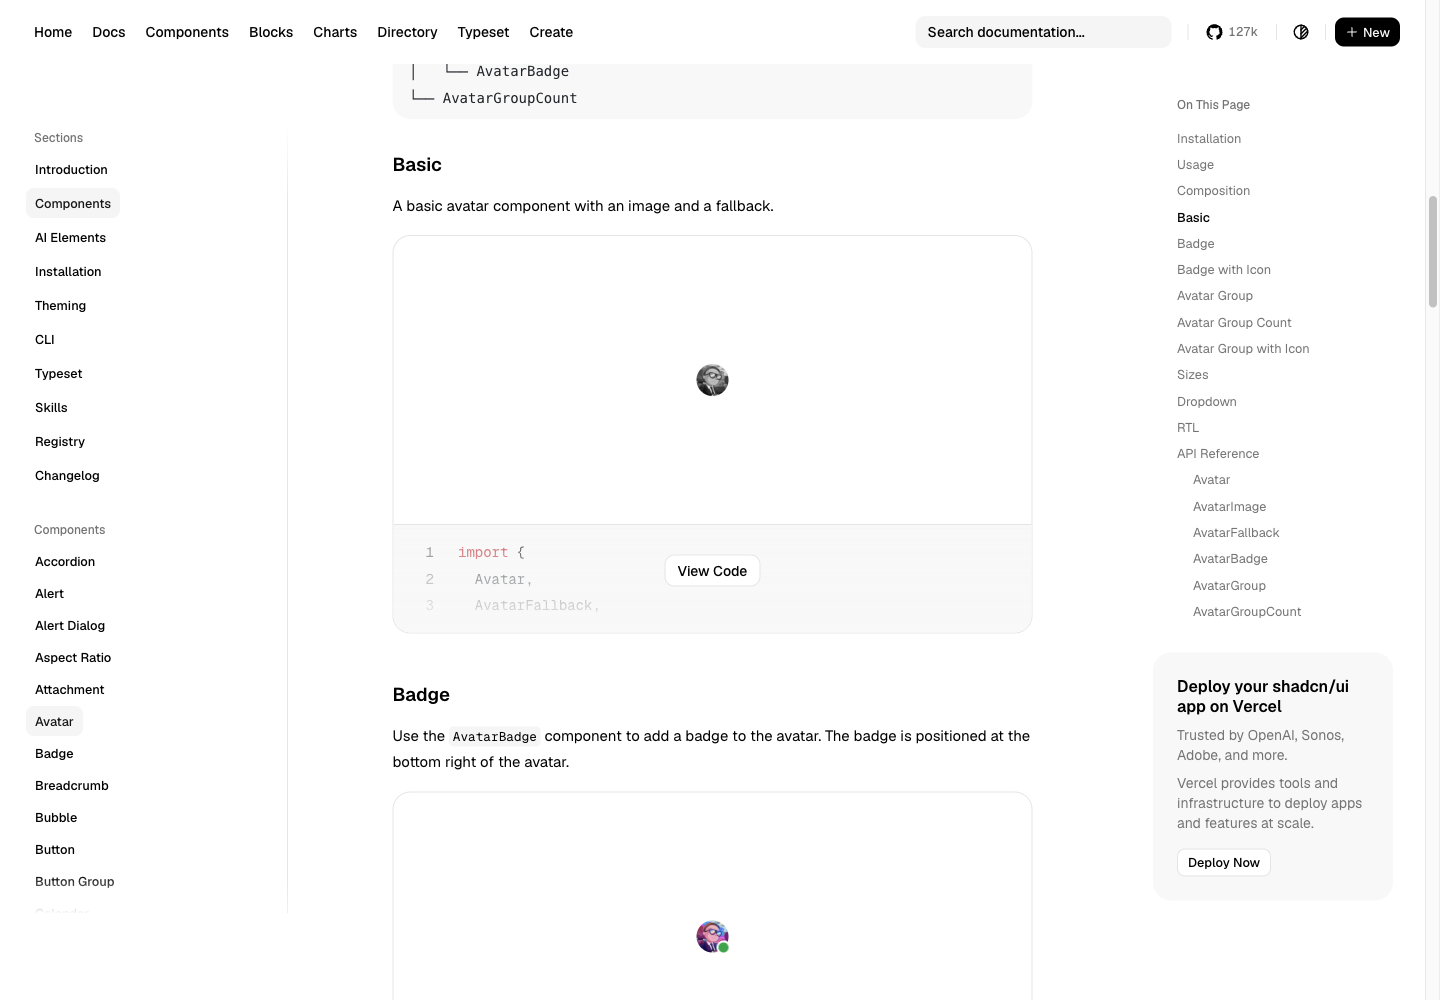 Home Docs Components Blocks Charts Directory Typeset Create
Search documentation...
127k
New
Sections
Introduction
Components
AI Elements
Installation
Theming
CLI
Typeset
Skills
Registry
Changelog
Components
Accordion
Alert
Alert Dialog
Aspect Ratio
Attachment
Avatar
Badge
Breadcrumb
Bubble
Button
Button Group
Calendar
│   └── AvatarBadge
└── AvatarGroupCount
Basic
A basic avatar component with an image and a fallback.
1 import {
2 Avatar,
3 AvatarFallback,
View Code
Badge
Use the AvatarBadge component to add a badge to the avatar. The badge is positioned at the
bottom right of the avatar.
On This Page
Installation
Usage
Composition
Basic
Badge
Badge with Icon
Avatar Group
Avatar Group Count
Avatar Group with Icon
Sizes
Dropdown
RTL
API Reference
Avatar
AvatarImage
AvatarFallback
AvatarBadge
AvatarGroup
AvatarGroupCount
Deploy your shadcn/ui
app on Vercel
Trusted by OpenAI, Sonos,
Adobe, and more.
Vercel provides tools and
infrastructure to deploy apps
and features at scale.
Deploy Now